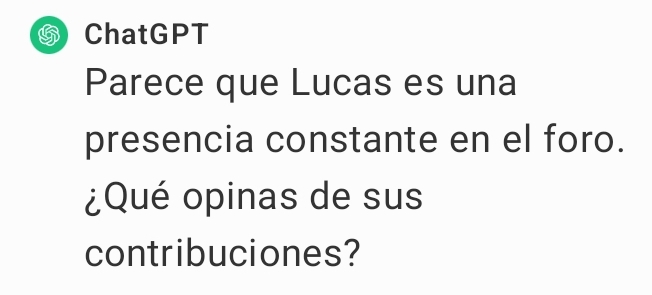 ChatGPT
Parece que Lucas es una
presencia constante en el foro.
¿Qué opinas de sus
contribuciones?